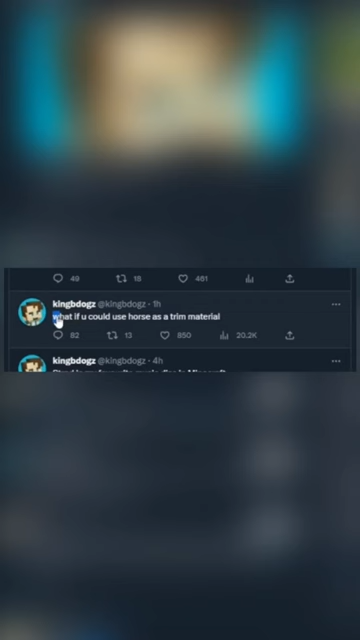 49 18 461
kingbdogz @kingbdogz · 1h
what if u could use horse as a trim material
82 13 850 20.2K
kingbdogz @kingbdogz · 4h